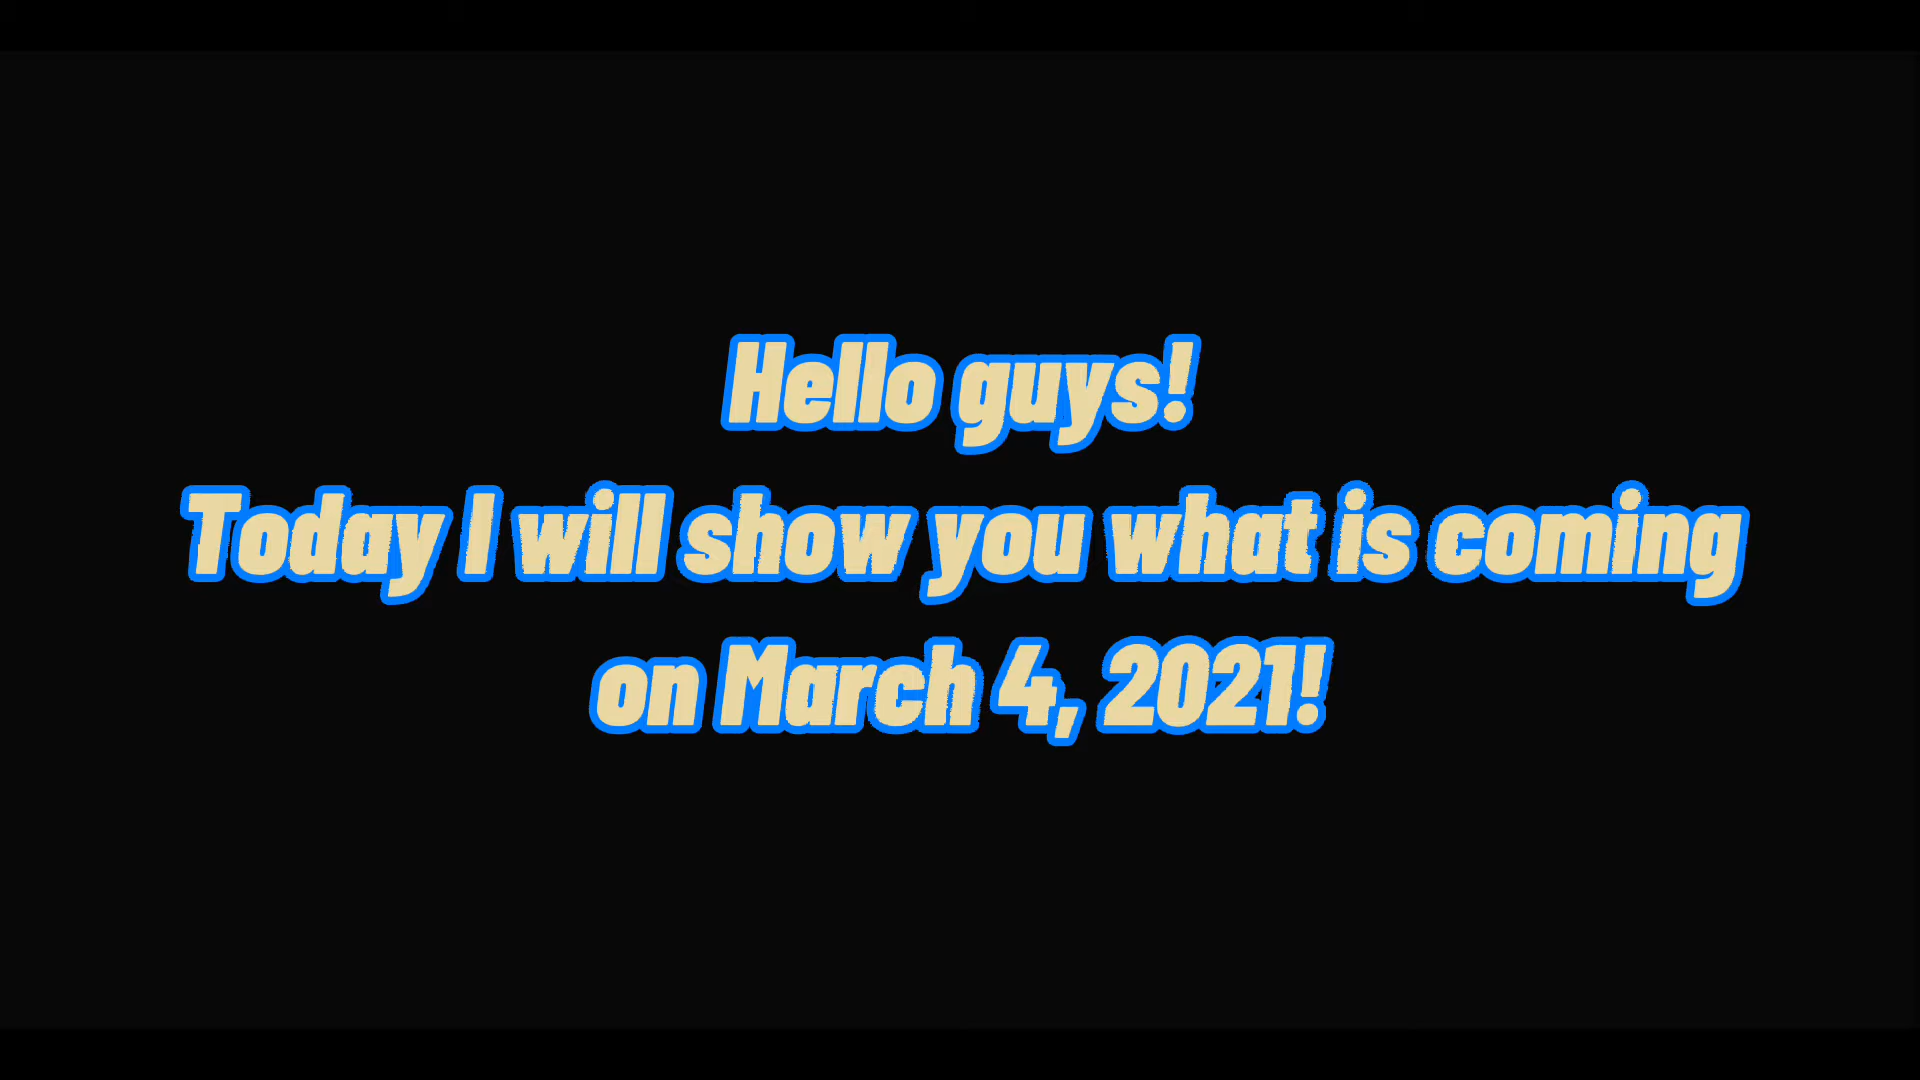 Hello guys!
Today I will show you what is coming
on March 4, 2021!